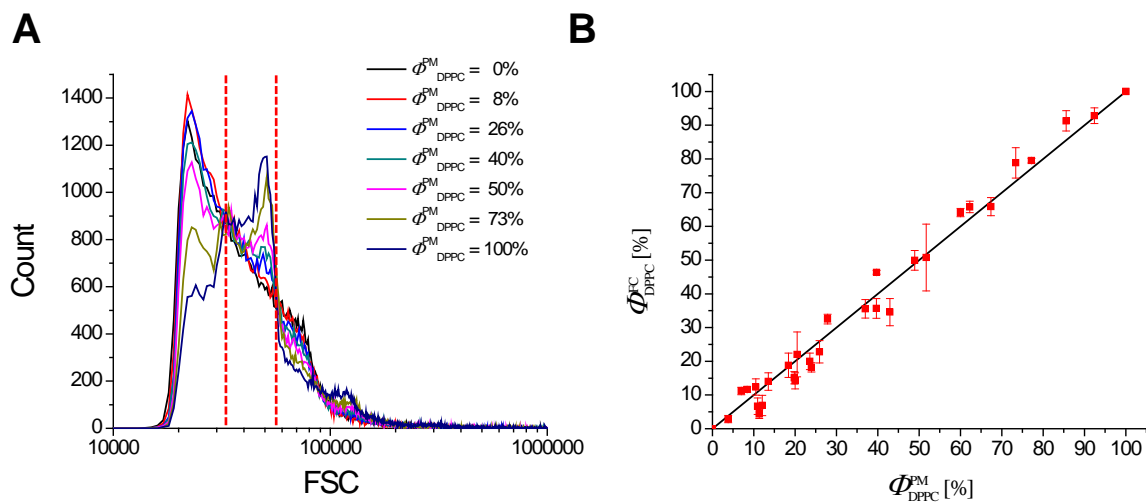 A
B
Φ^PM_DPPC = 0%
Φ^PM_DPPC = 8%
Φ^PM_DPPC = 26%
Φ^PM_DPPC = 40%
Φ^PM_DPPC = 50%
Φ^PM_DPPC = 73%
Φ^PM_DPPC = 100%
1400
1200
1000
800
600
400
200
0
Count
10000 100000 1000000
FSC
100
90
80
70
60
50
40
30
20
10
0
Φ^FC_DPPC [%]
0 10 20 30 40 50 60 70 80 90 100
Φ^PM_DPPC [%]